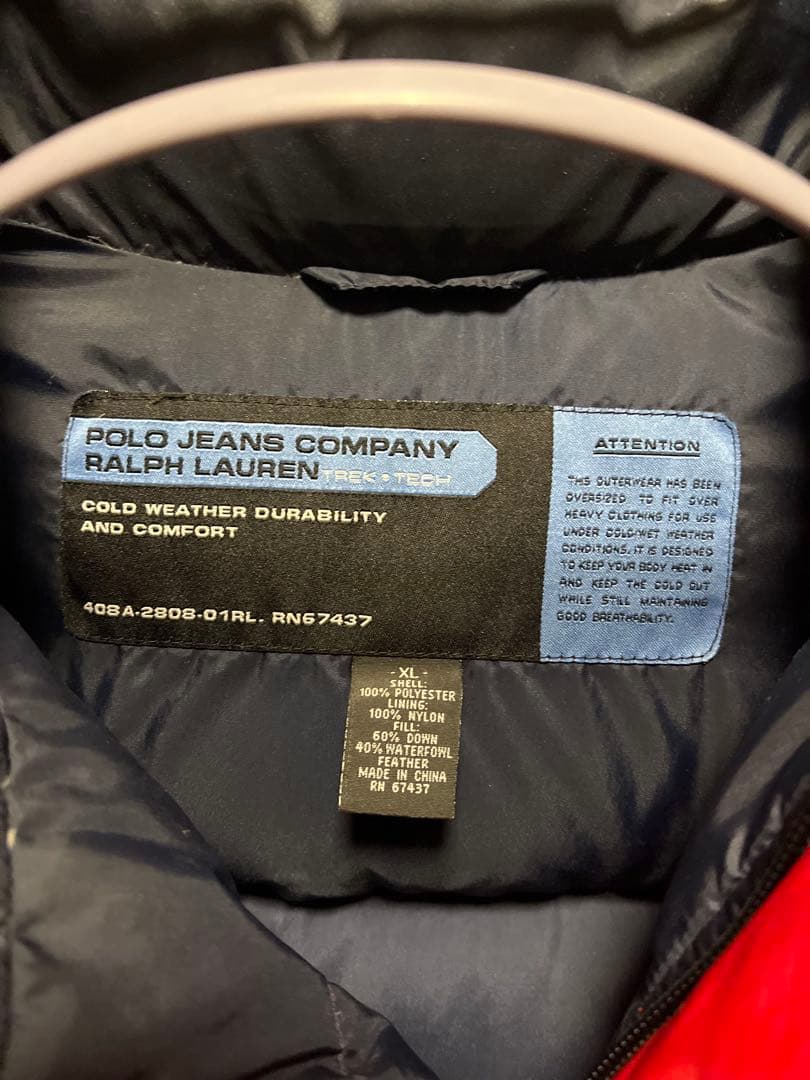 POLO JEANS COMPANY
RALPH LAUREN TREK • TECH
COLD WEATHER DURABILITY
AND COMFORT
408A-2808-01RL. RN67437
ATTENTION
THIS OUTERWEAR HAS BEEN
OVERSIZED TO FIT OVER
HEAVY CLOTHING FOR USE
UNDER COLD/WET WEATHER
CONDITIONS. IT IS DESIGNED
TO KEEP YOUR BODY HEAT IN
AND KEEP THE COLD OUT
WHILE STILL MAINTAINING
GOOD BREATHABILITY.
- XL -
SHELL:
100% POLYESTER
LINING:
100% NYLON
FILL:
60% DOWN
40% WATERFOWL
FEATHER
MADE IN CHINA
RN 67437